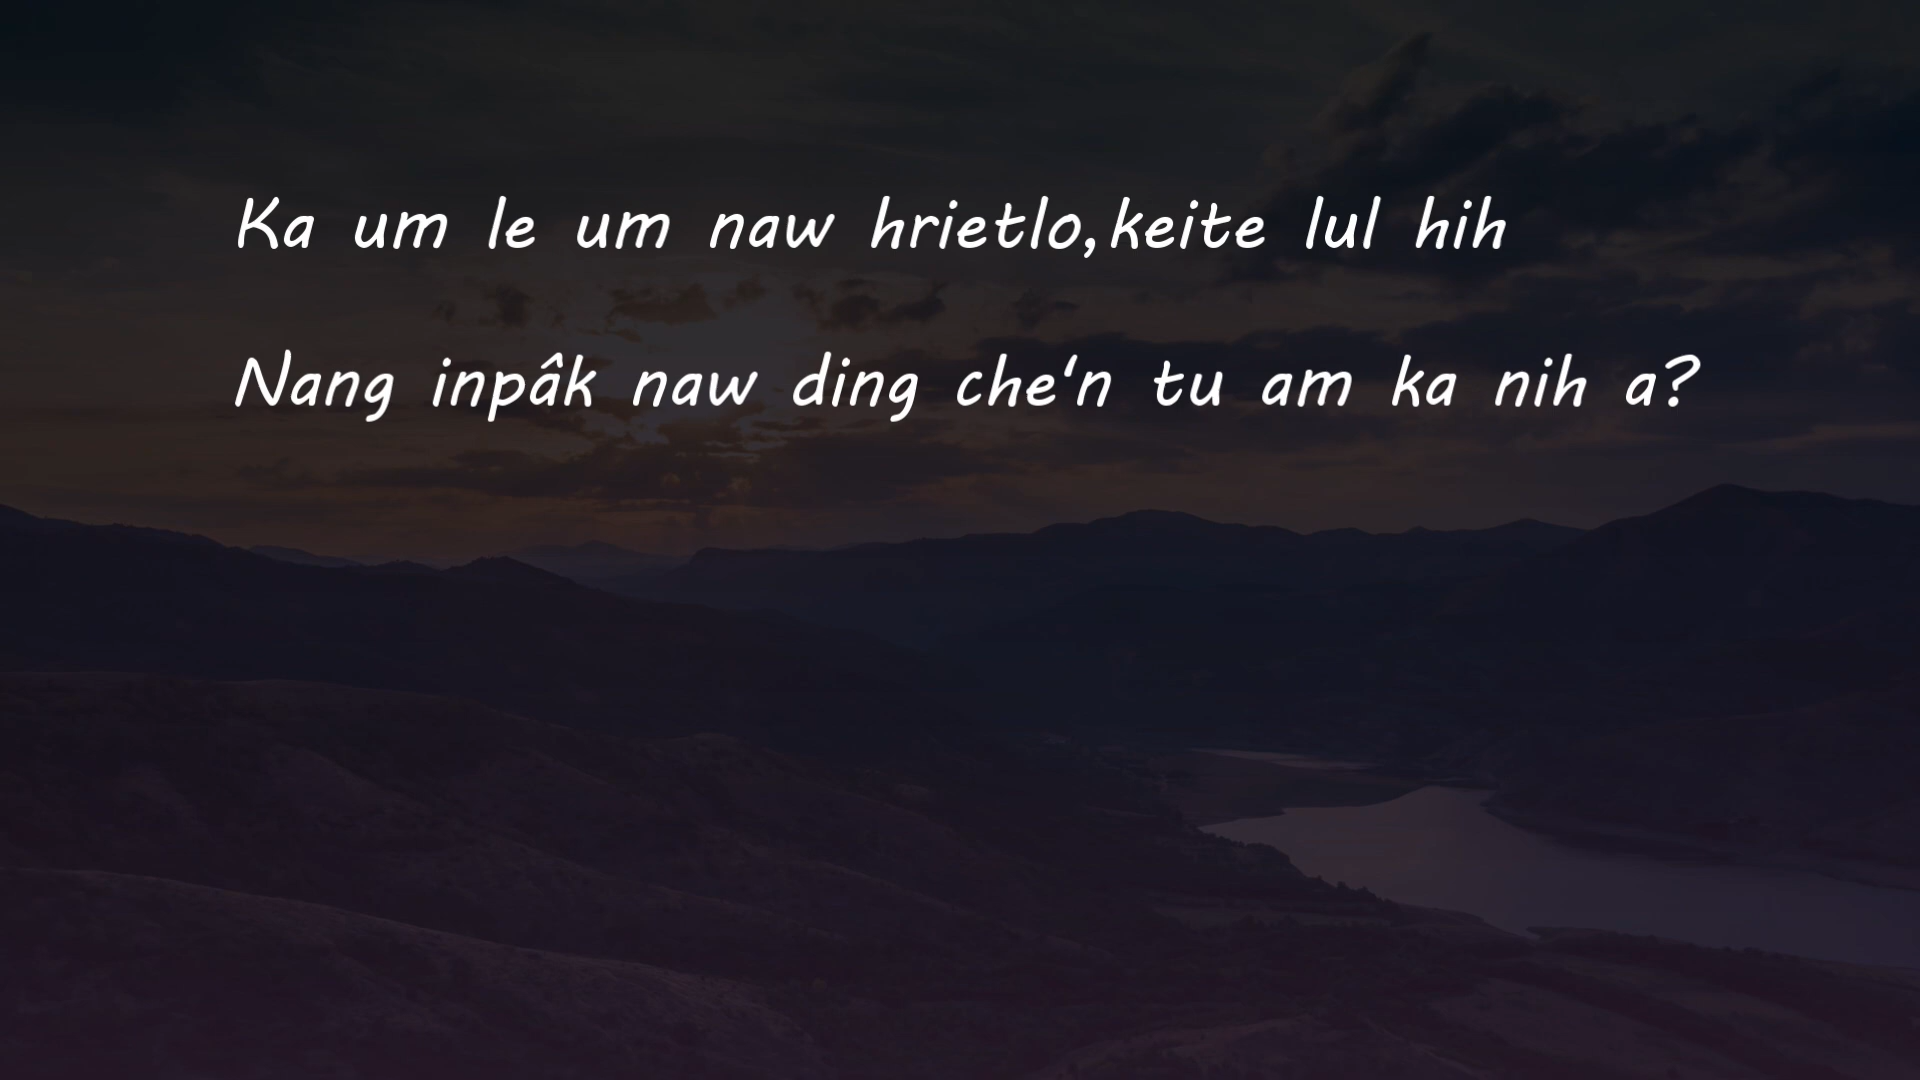 Ka um le um naw hrietlo,keite lul hih
Nang inpâk naw ding che'n tu am ka nih a?